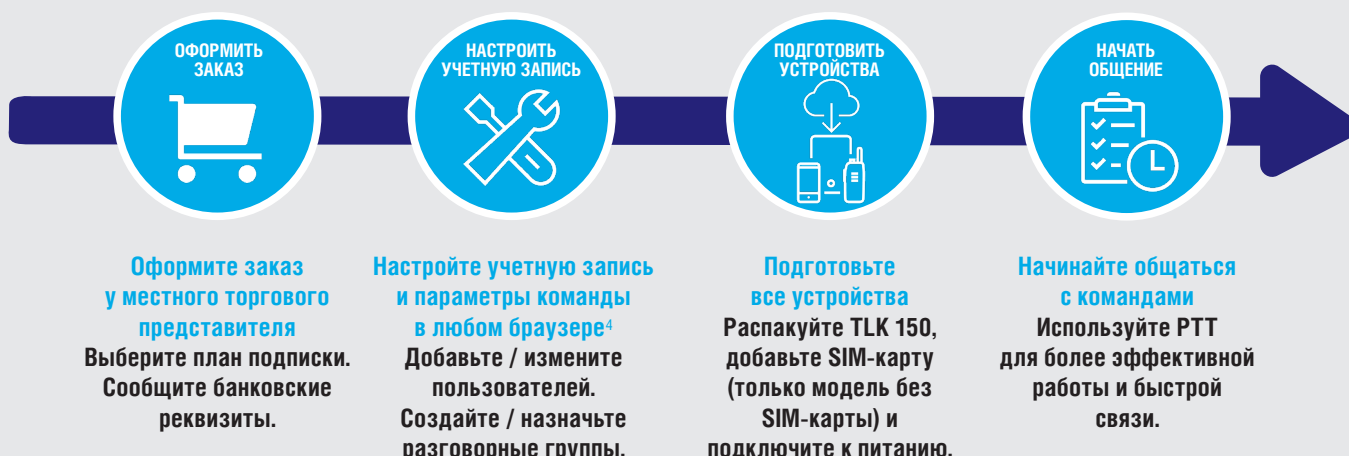 ОФОРМИТЬ
ЗАКАЗ
НАСТРОИТЬ
УЧЕТНУЮ ЗАПИСЬ
ПОДГОТОВИТЬ
УСТРОЙСТВА
НАЧАТЬ
ОБЩЕНИЕ
Оформите заказ
у местного торгового
представителя
Выберите план подписки.
Сообщите банковские
реквизиты.
Настройте учетную запись
и параметры команды
в любом браузере⁴
Добавьте / измените
пользователей.
Создайте / назначьте
разговорные группы.
Подготовьте
все устройства
Распакуйте TLK 150,
добавьте SIM-карту
(только модель без
SIM-карты) и
подключите к питанию.
Начинайте общаться
с командами
Используйте PTT
для более эффективной
работы и быстрой
связи.